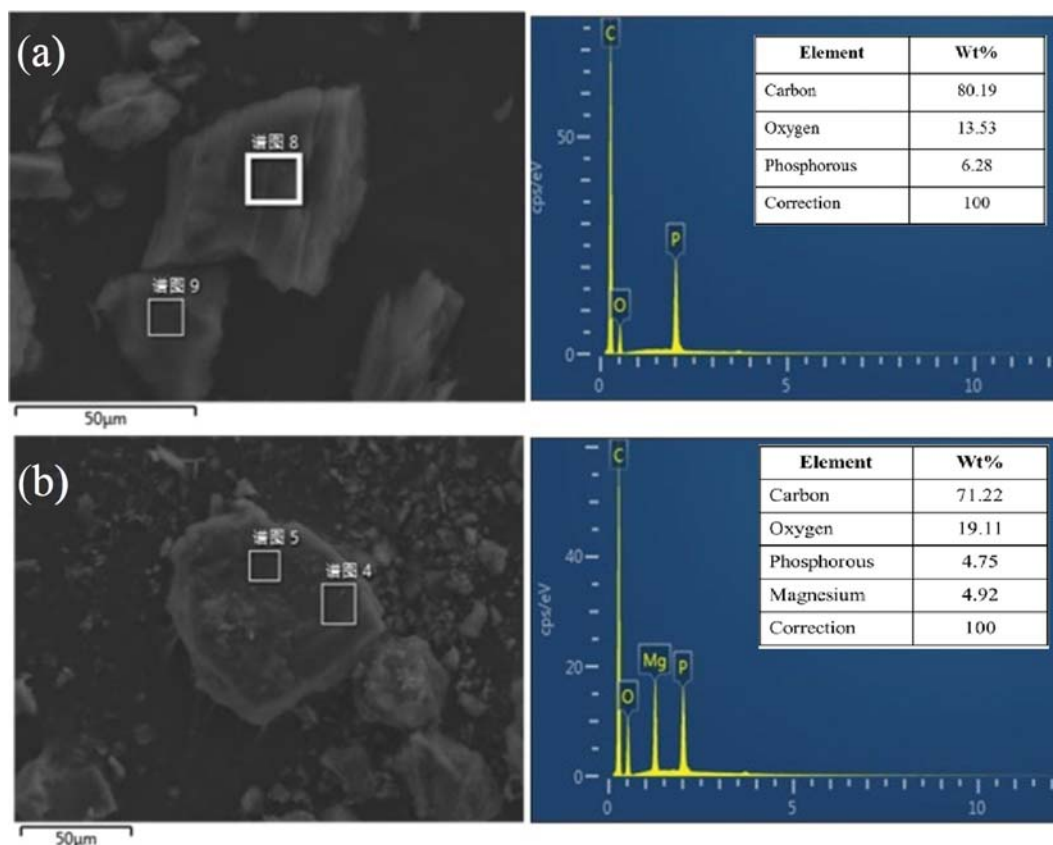 (a)
谱图 8
谱图 9
50μm
cps/eV
50
0
C
O
P
0
5
10
Element Wt%
Carbon 80.19
Oxygen 13.53
Phosphorous 6.28
Correction 100
(b)
谱图 5
谱图 4
50μm
cps/eV
40
20
0
C
O
Mg
P
0
5
10
Element Wt%
Carbon 71.22
Oxygen 19.11
Phosphorous 4.75
Magnesium 4.92
Correction 100